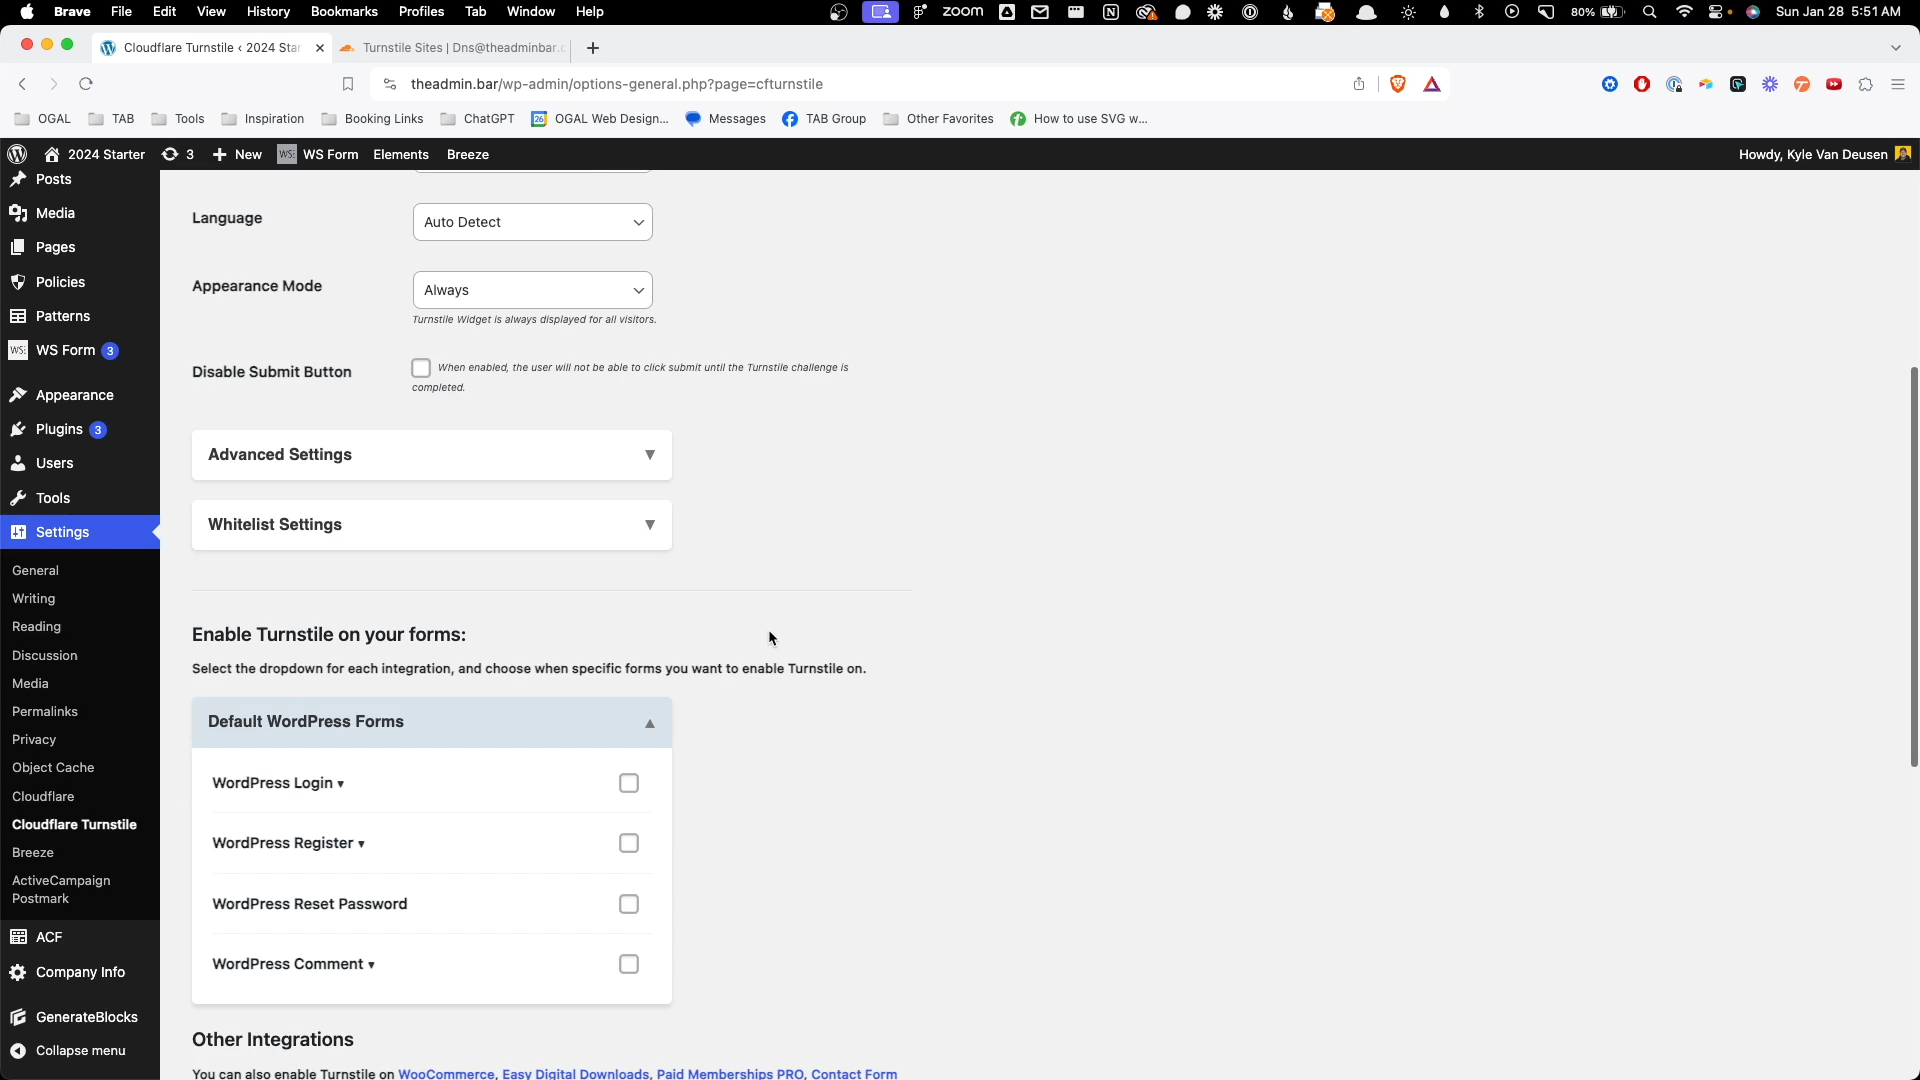 Brave File Edit View History Bookmarks Profiles Tab Window Help zoom 80% Sun Jan 28 5:51 AM
Cloudflare Turnstile ‹ 2024 Star Turnstile Sites | Dns@theadminbar.c
theadmin.bar/wp-admin/options-general.php?page=cfturnstile
OGAL TAB Tools Inspiration Booking Links ChatGPT 26 OGAL Web Design... Messages TAB Group Other Favorites How to use SVG w...
2024 Starter 3 New WS: WS Form Elements Breeze Howdy, Kyle Van Deusen
Posts
Media
Pages
Policies
Patterns
WS: WS Form 3
Appearance
Plugins 3
Users
Tools
Settings
General
Writing
Reading
Discussion
Media
Permalinks
Privacy
Object Cache
Cloudflare
Cloudflare Turnstile
Breeze
ActiveCampaign
Postmark
ACF
Company Info
GenerateBlocks
Collapse menu
Language Auto Detect
Appearance Mode Always
Turnstile Widget is always displayed for all visitors.
Disable Submit Button When enabled, the user will not be able to click submit until the Turnstile challenge is
completed.
Advanced Settings
Whitelist Settings
Enable Turnstile on your forms:
Select the dropdown for each integration, and choose when specific forms you want to enable Turnstile on.
Default WordPress Forms
WordPress Login
WordPress Register
WordPress Reset Password
WordPress Comment
Other Integrations
You can also enable Turnstile on WooCommerce, Easy Digital Downloads, Paid Memberships PRO, Contact Form